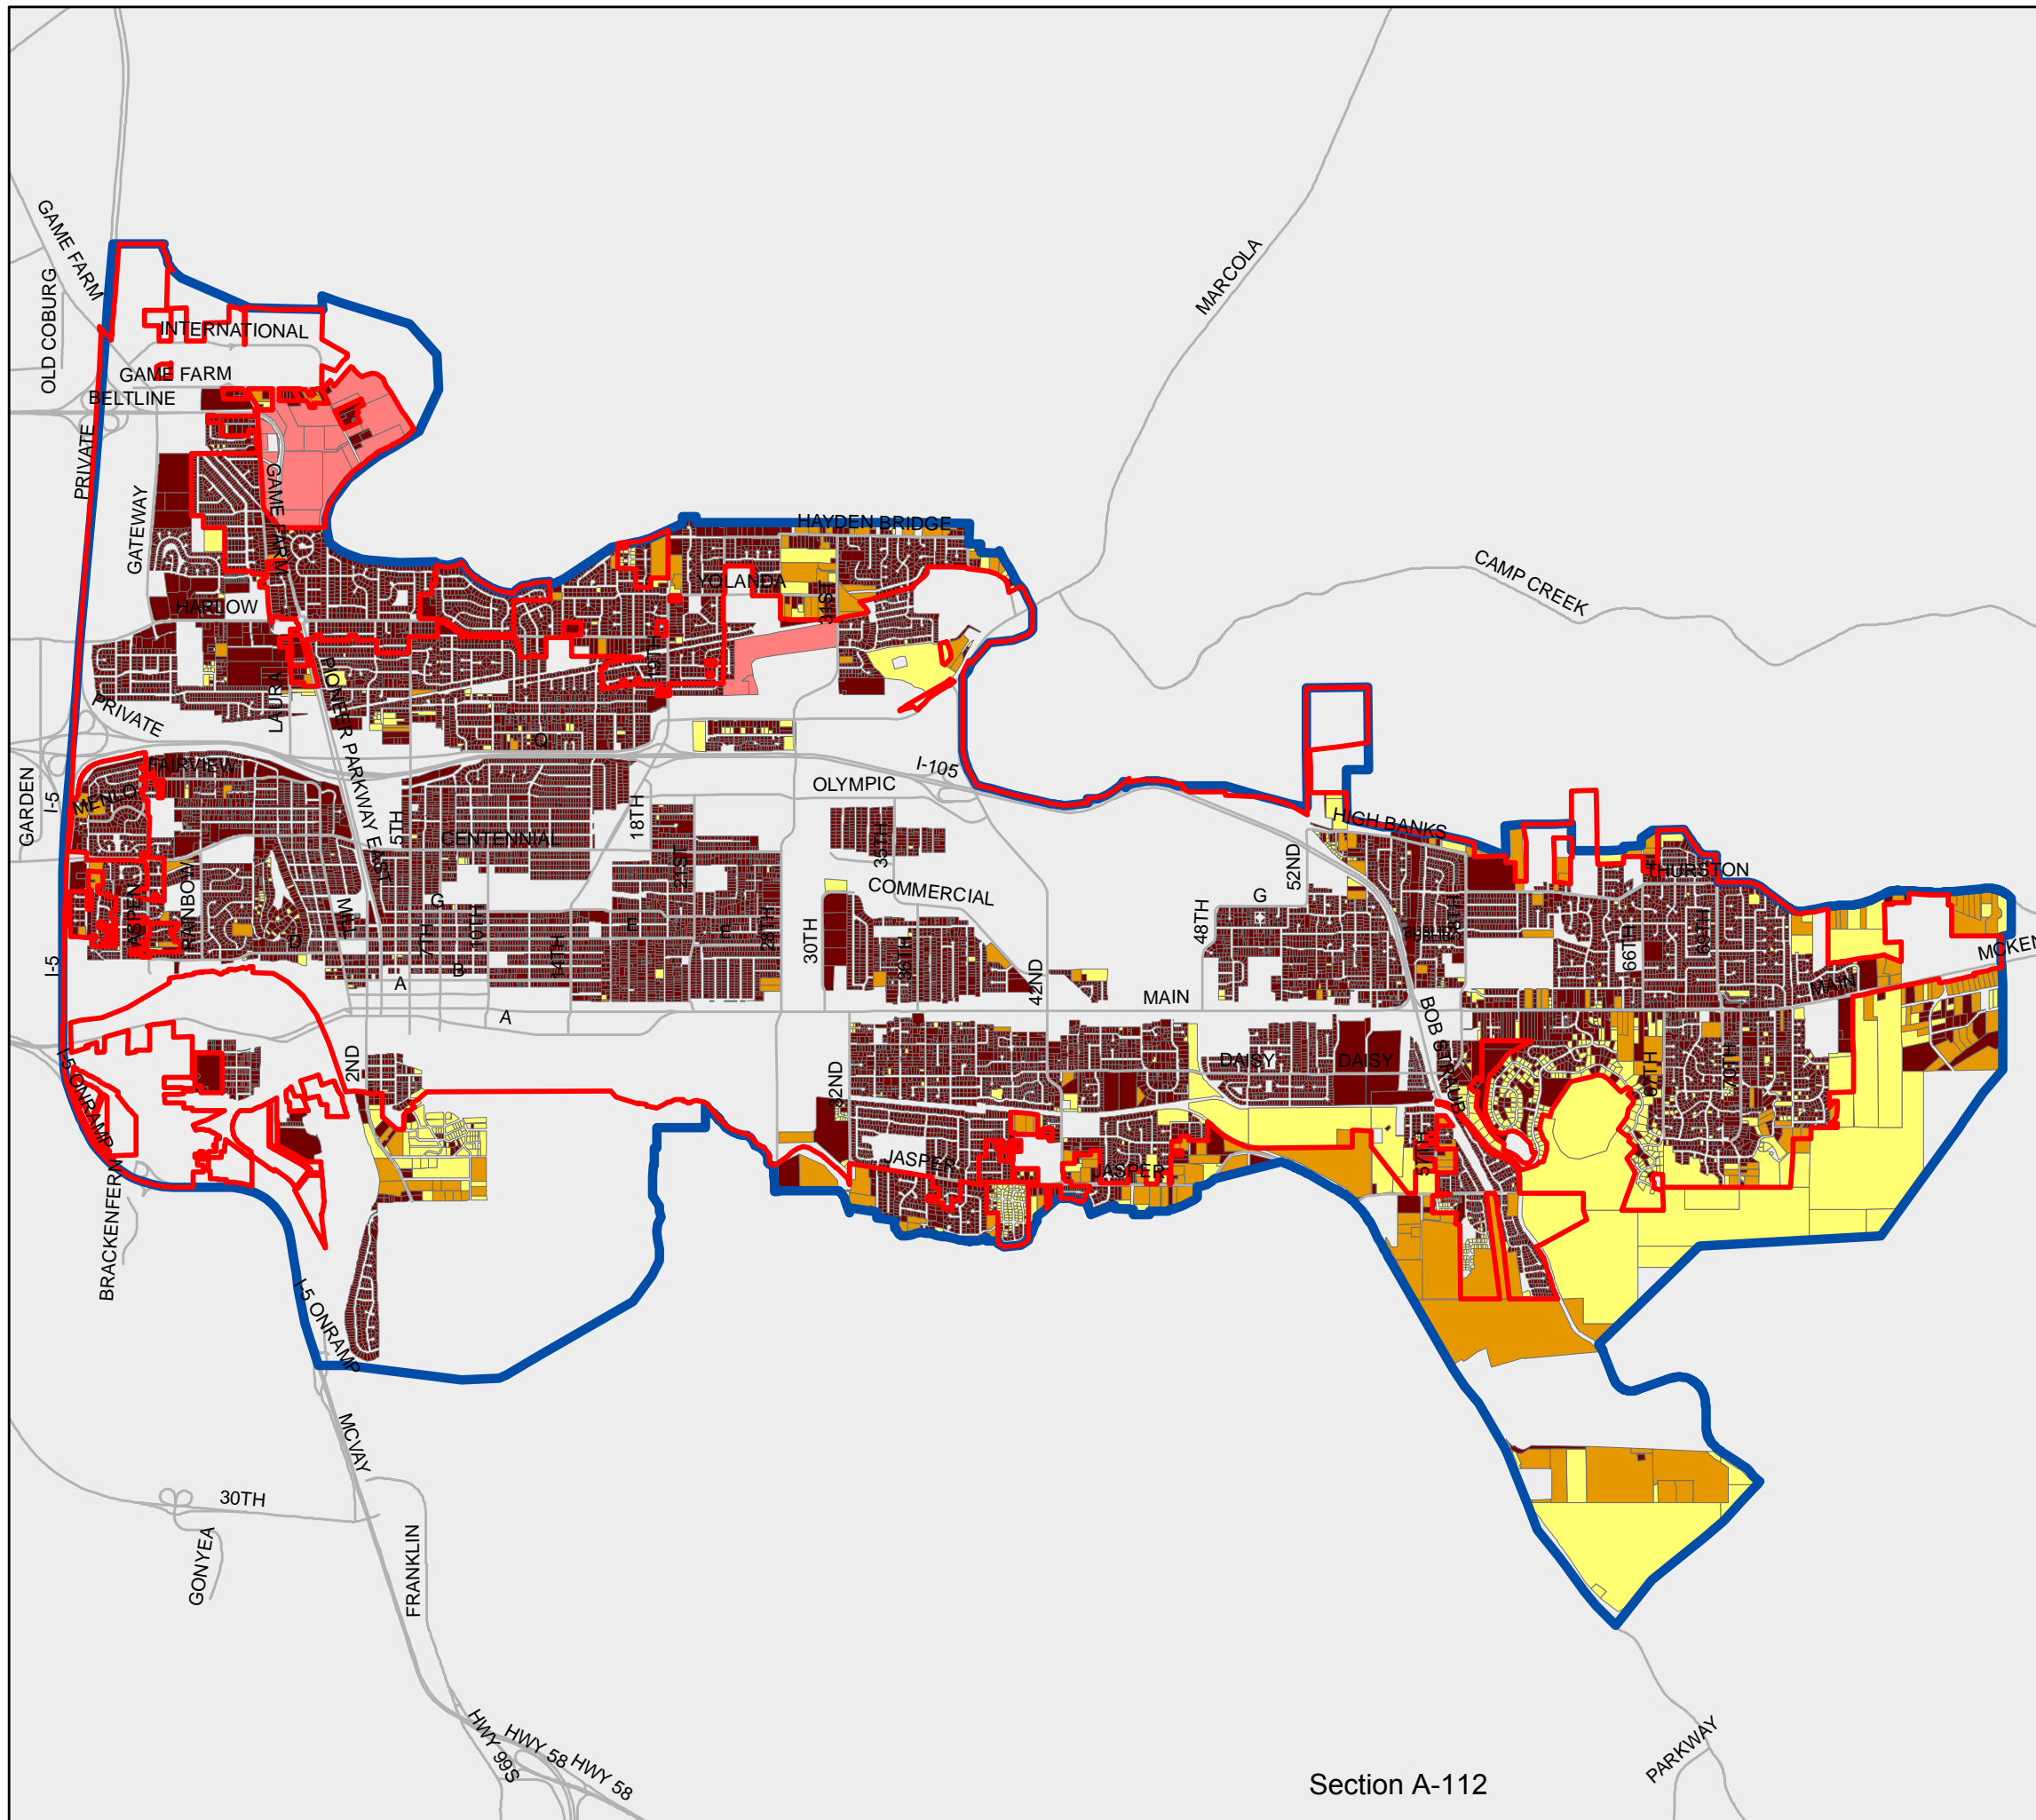 MARCOLA
GAME FARM
OLD COBURG
INTERNATIONAL
GAME FARM
BELTLINE
PRIVATE
GATEWAY
GAME FARM
HAYDEN BRIDGE
CAMP CREEK
YOLANDA
31ST
HARLOW
19TH
LAURA
PIONEER PARKWAY EAST
PRIVATE
Q
I-105
FAIRVIEW
MENLO
OLYMPIC
GARDEN
I-5
5TH
CENTENNIAL
18TH
35TH
HIGH BANKS
52ND
21ST
COMMERCIAL
THURSTON
ASPEN
RAINBOW
MILL
G
G
10TH
7TH
14TH
E
E
28TH
30TH
36TH
48TH
58TH
66TH
69TH
D
B
A
I-5
42ND
MAIN
MAIN
MCKEN
A
BOB STRAUB
2ND
I-5 ONRAMP
32ND
DAISY
DAISY
67TH
70TH
57TH
JASPER
JASPER
BRACKENFERN
I-5 ONRAMP
MCVAY
30TH
GONYEA
FRANKLIN
HWY 99S
HWY 58
HWY 58
PARKWAY
Section A-112